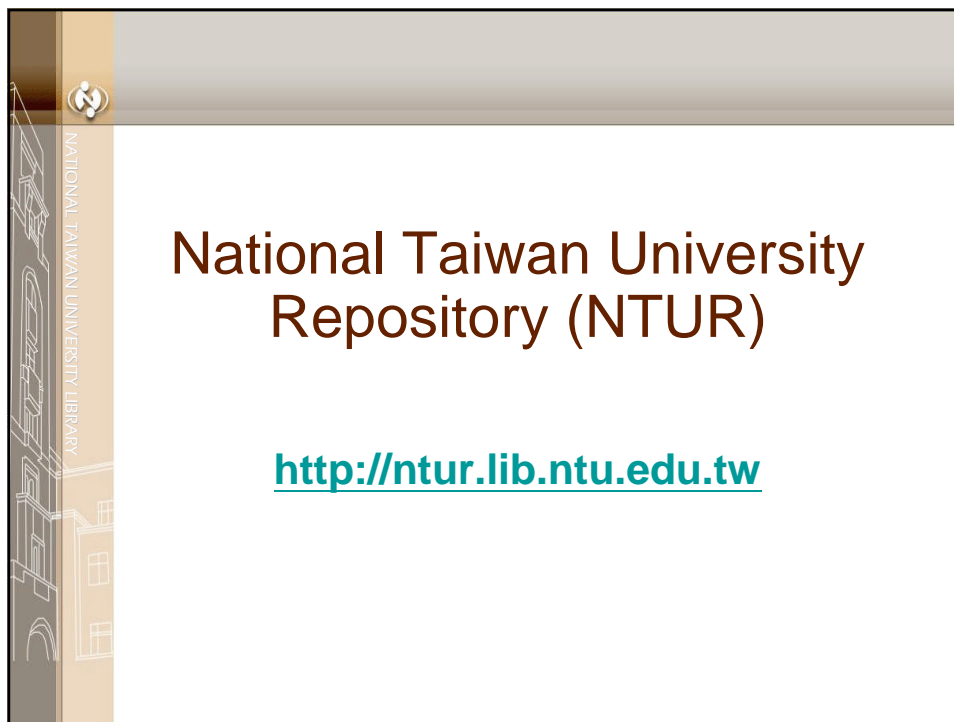 NATIONAL TAIWAN UNIVERSITY LIBRARY
National Taiwan University
Repository (NTUR)
http://ntur.lib.ntu.edu.tw